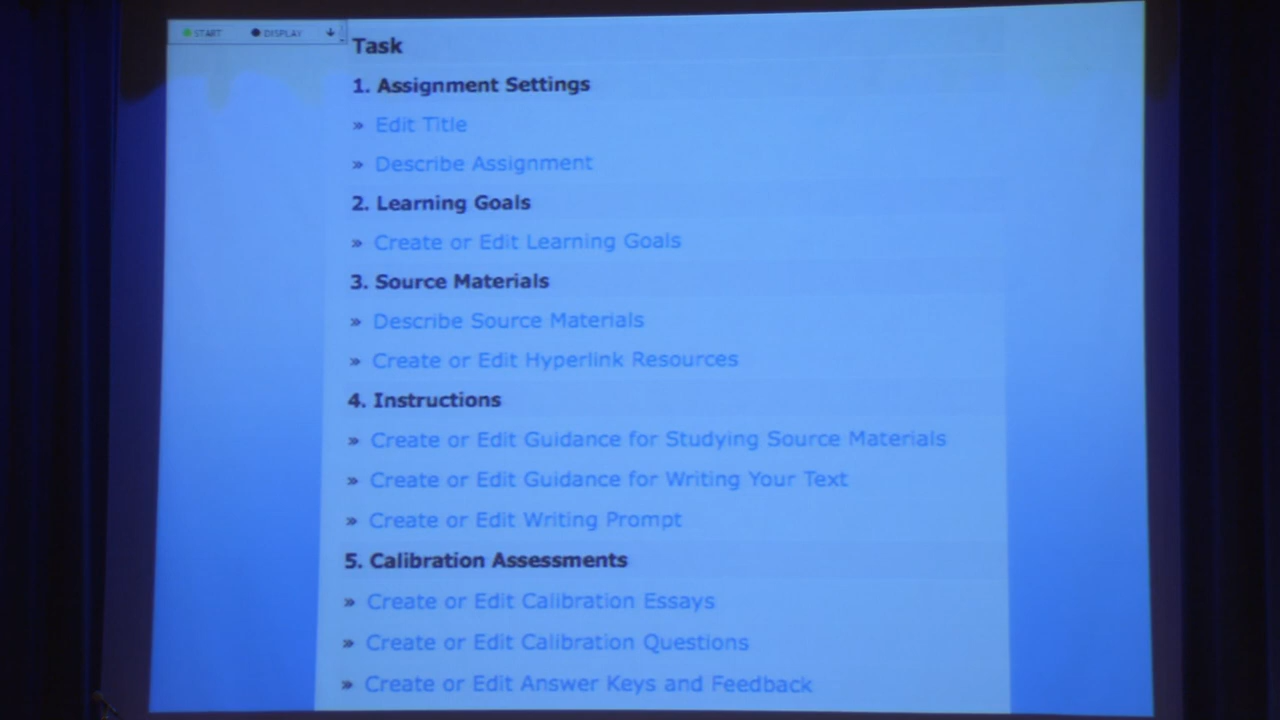 START DISPLAY
Task
1. Assignment Settings
» Edit Title
» Describe Assignment
2. Learning Goals
» Create or Edit Learning Goals
3. Source Materials
» Describe Source Materials
» Create or Edit Hyperlink Resources
4. Instructions
» Create or Edit Guidance for Studying Source Materials
» Create or Edit Guidance for Writing Your Text
» Create or Edit Writing Prompt
5. Calibration Assessments
» Create or Edit Calibration Essays
» Create or Edit Calibration Questions
» Create or Edit Answer Keys and Feedback